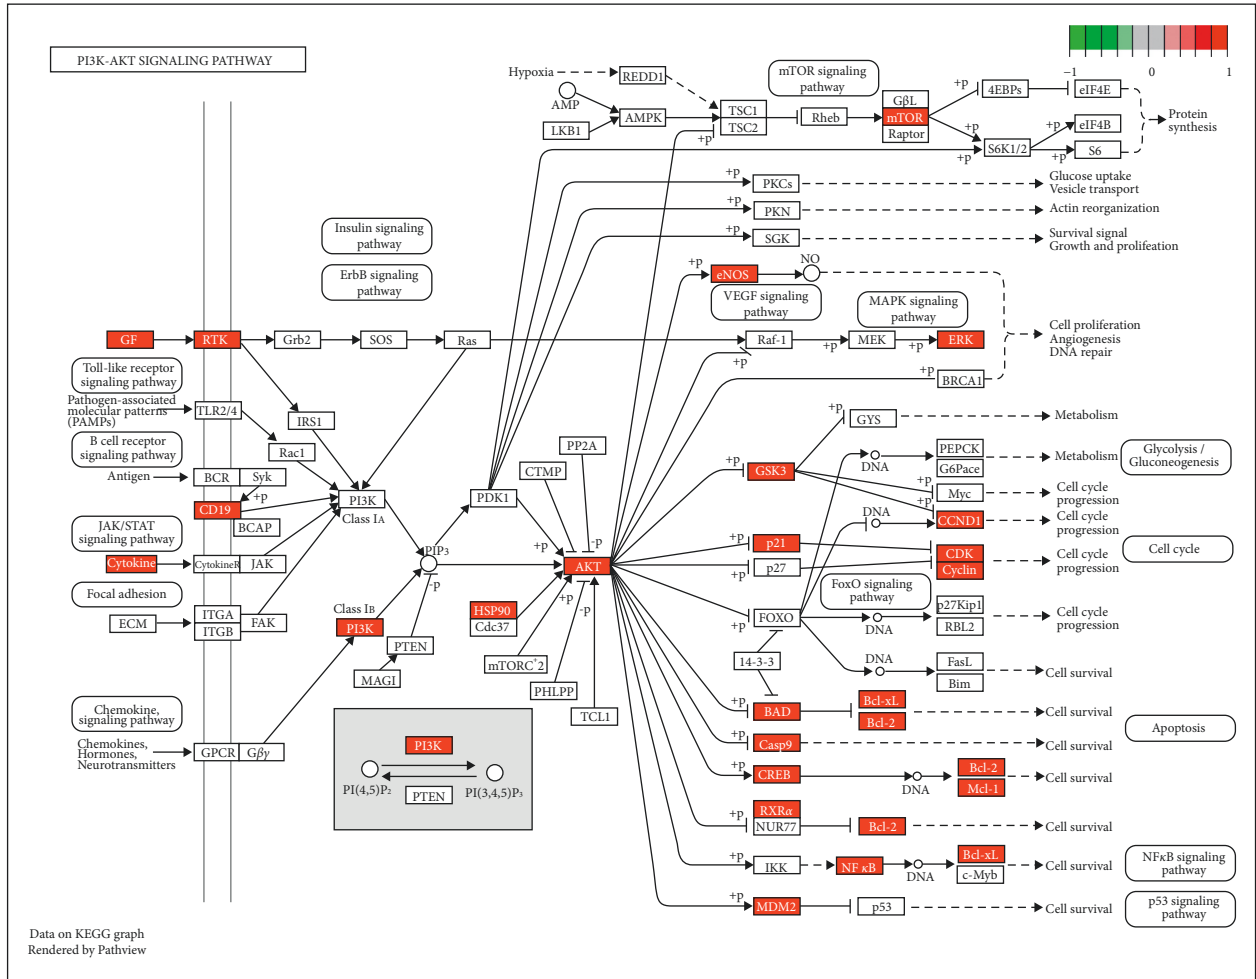 PI3K-AKT SIGNALING PATHWAY
−1 0 1
Hypoxia
REDD1
AMP
LKB1
AMPK
TSC1
TSC2
+p
Rheb
mTOR signaling
pathway
GβL
mTOR
Raptor
+p
+p
4EBPs
eIF4E
S6K1/2
+p
+p
+p
eIF4B
S6
Protein
synthesis
+p
PKCs
Glucose uptake
Vesicle transport
+p
PKN
Actin reorganization
+p
SGK
Survival signal
Growth and prolifeation
Insulin signaling
pathway
ErbB signaling
pathway
+p
eNOS
NO
VEGF signaling
pathway
MAPK signaling
pathway
GF
RTK
Grb2
SOS
Ras
Raf-1
+p
+p
MEK
+p
ERK
Cell proliferation
Angiogenesis
DNA repair
+p
BRCA1
Toll-like receptor
signaling pathway
Pathogen-associated
molecular patterns
(PAMPs)
TLR2/4
IRS1
Rac1
B cell receptor
signaling pathway
Antigen
BCR
Syk
+p
CD19
BCAP
PI3K
Class IA
JAK/STAT
signaling pathway
Cytokine
CytokineR
JAK
Focal adhesion
ECM
ITGA
ITGB
FAK
Class IB
PI3K
PTEN
MAGI
PIP3
-p
PDK1
CTMP
PP2A
+p
-p
AKT
HSP90
Cdc37
+p
-p
mTORC˚2
PHLPP
TCL1
Chemokine,
signaling pathway
Chemokines,
Hormones,
Neurotransmitters
GPCR
Gβγ
PI3K
PI(4,5)P2
PTEN
PI(3,4,5)P3
+p
GYS
Metabolism
+p
GSK3
DNA
PEPCK
G6Pace
Metabolism
Glycolysis /
Gluconeogenesis
+p
Myc
Cell cycle
progression
DNA
+p
CCND1
Cell cycle
progression
+p
p21
+p
p27
CDK
Cyclin
Cell cycle
progression
Cell cycle
FoxO signaling
pathway
+p
FOXO
DNA
p27Kip1
RBL2
Cell cycle
progression
14-3-3
DNA
FasL
Bim
Cell survival
+p
BAD
Bcl-xL
Bcl-2
Cell survival
Apoptosis
+p
Casp9
Cell survival
+p
CREB
DNA
Bcl-2
Mcl-1
Cell survival
+p
RXRα
NUR77
Bcl-2
Cell survival
+p
IKK
NF κB
DNA
Bcl-xL
c-Myb
Cell survival
NFκB signaling
pathway
+p
MDM2
p53
Cell survival
p53 signaling
pathway
Data on KEGG graph
Rendered by Pathview